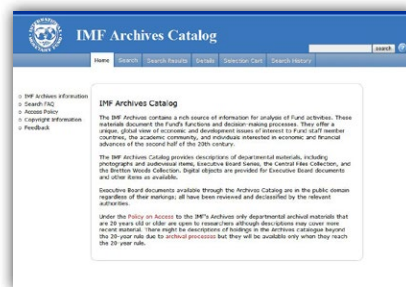 IMF Archives Catalog
search
Home Search Search Results Details Selection Cart Search History
IMF Archives Information
Search FAQ
Access Policy
Copyright Information
Feedback
IMF Archives Catalog
The IMF Archives contains a rich source of information for analysis of Fund activities. These
materials document the Fund's functions and decision-making processes. They offer a
unique, global view of economic and development issues of interest to Fund staff member
countries, the academic community, and individuals interested in economic and financial
advances of the second half of the 20th century.
The IMF Archives Catalog provides descriptions of departmental materials, including
photographs and audiovisual items, Executive Board Series, the Central Files Collection, and
the Bretton Woods Collection. Digital objects are provided for Executive Board documents
and other items as available.
Executive Board documents available through the Archives Catalog are in the public domain
regardless of their markings; all have been reviewed and declassified by the relevant
authorities.
Under the Policy on Access to the IMF's Archives only departmental archival materials that
are 20 years old or older are open to researchers although descriptions may cover more
recent material. There might be descriptions of holdings in the Archives catalogue beyond
the 20-year rule due to archival processes but they will be available only when they reach
the 20-year rule.